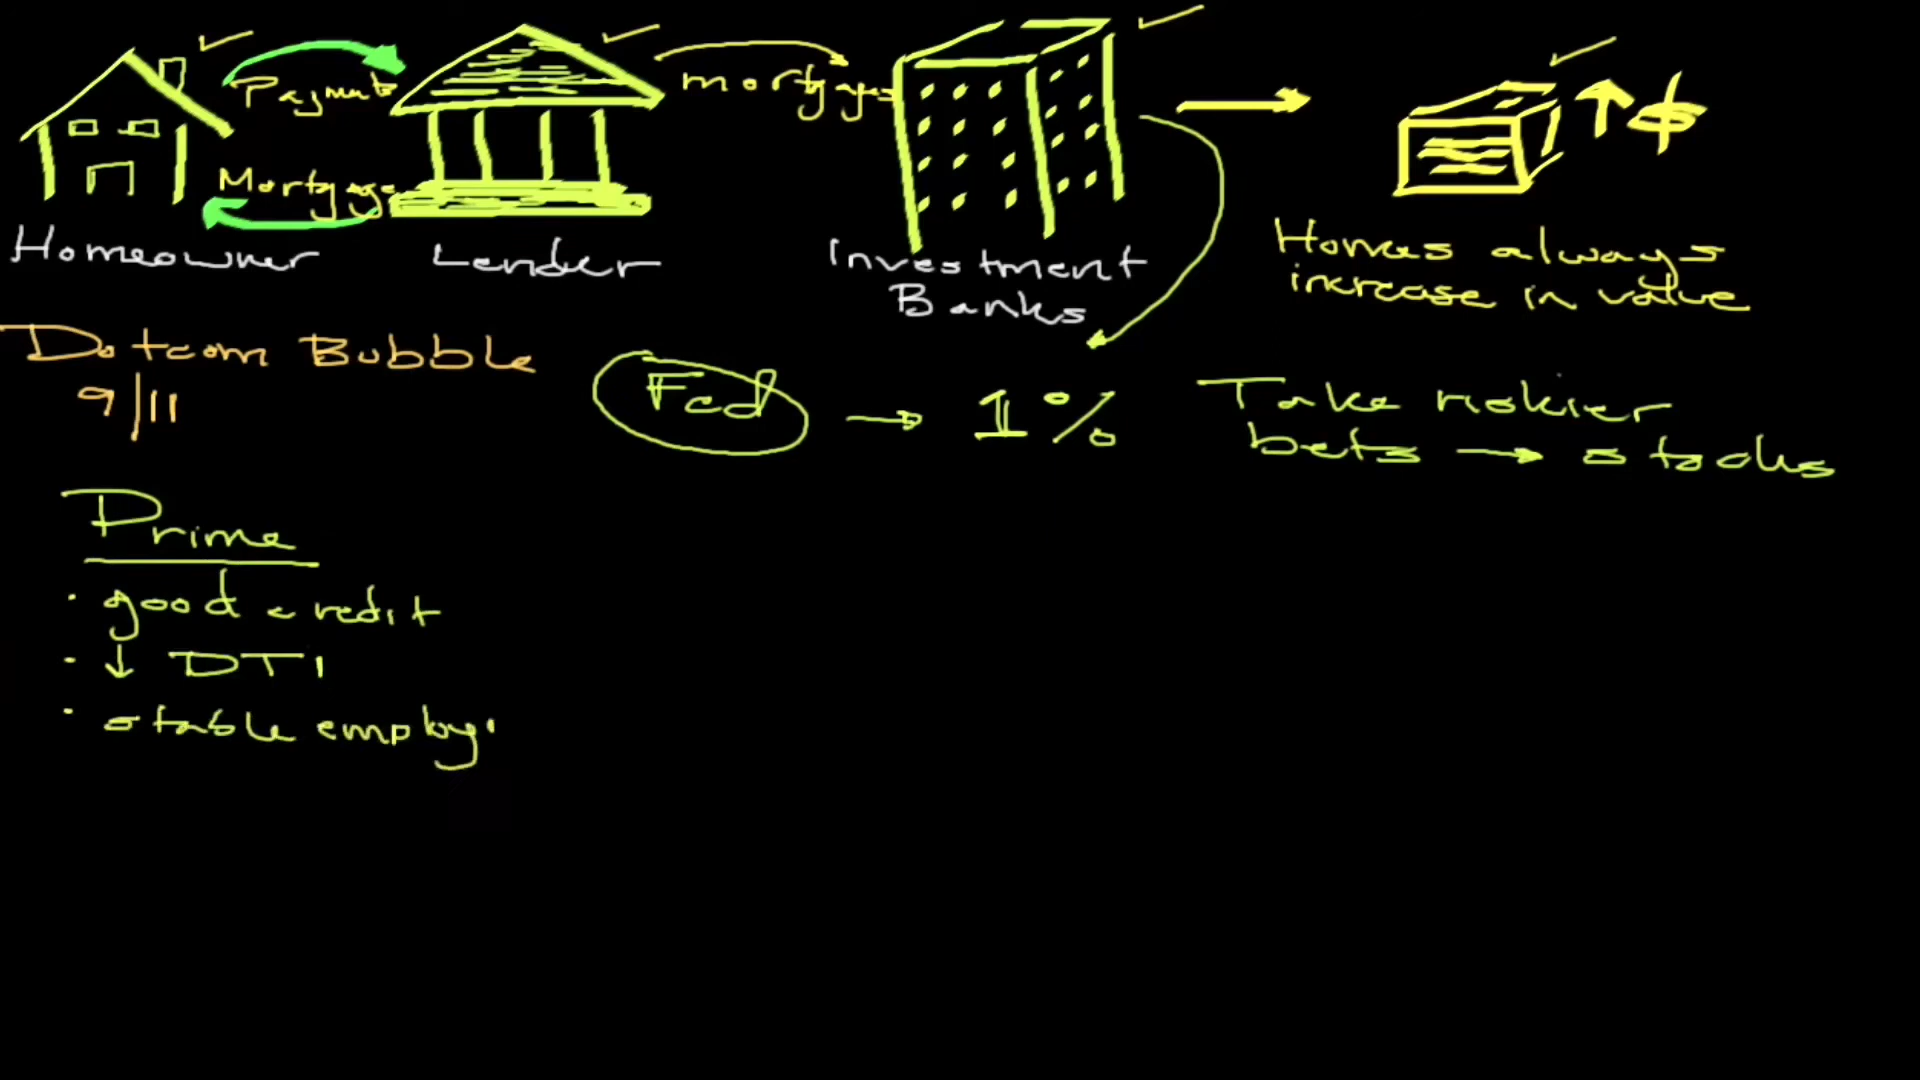 Payments
mortgages
$
Mortgage
Homeowner
Lender
Investment
Banks
Homes always
increase in value
Dotcom Bubble
9/11
Fed → 1%
Take riskier
bets → stocks
Prime
· good credit
· ↓ DTI
· stable employ